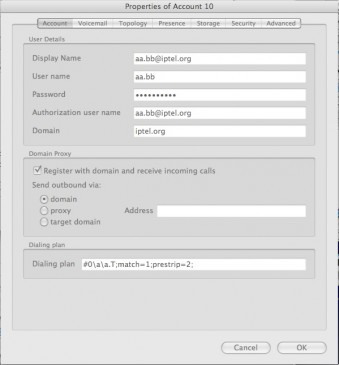 Properties of Account 10
Account Voicemail Topology Presence Storage Security Advanced
User Details
Display Name aa.bb@iptel.org
User name aa.bb
Password ••••••••••
Authorization user name aa.bb@iptel.org
Domain iptel.org
Domain Proxy
Register with domain and receive incoming calls
Send outbound via:
domain
proxy Address
target domain
Dialing plan
Dialing plan #0\a\a.T;match=1;prestrip=2;
Cancel OK